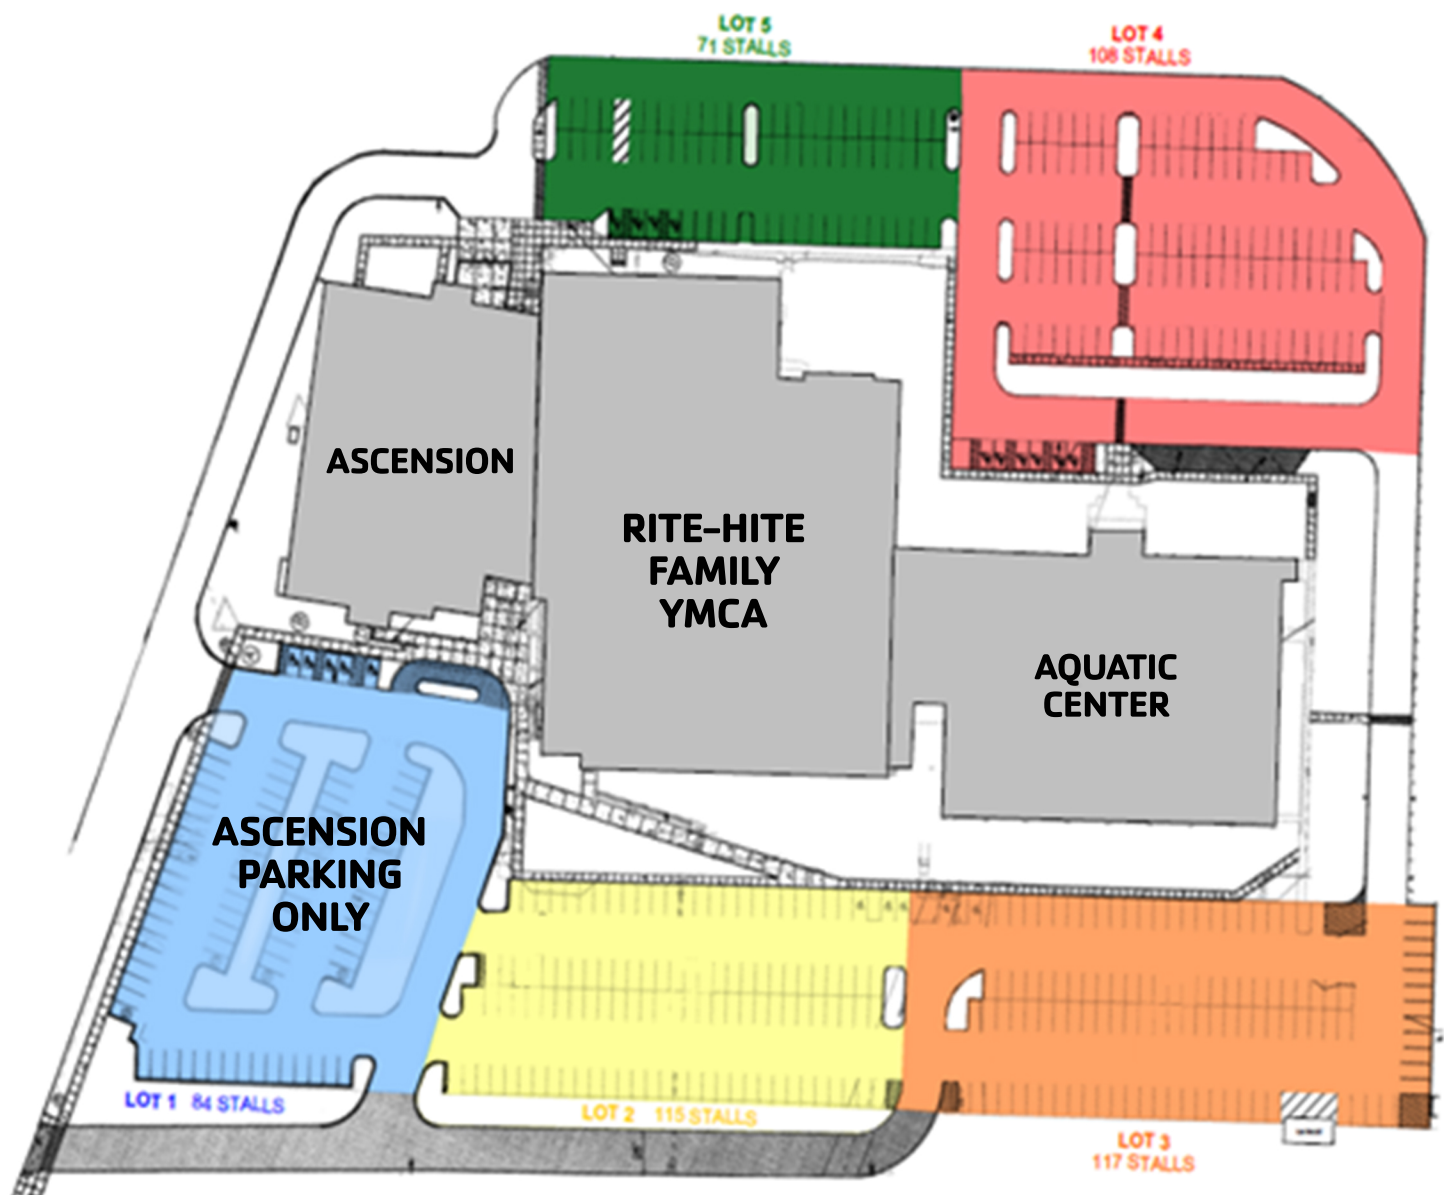 LOT 5
71 STALLS
LOT 4
108 STALLS
ASCENSION
RITE-HITE
FAMILY
YMCA
AQUATIC
CENTER
ASCENSION
PARKING
ONLY
LOT 1 84 STALLS
LOT 2 115 STALLS
LOT 3
117 STALLS